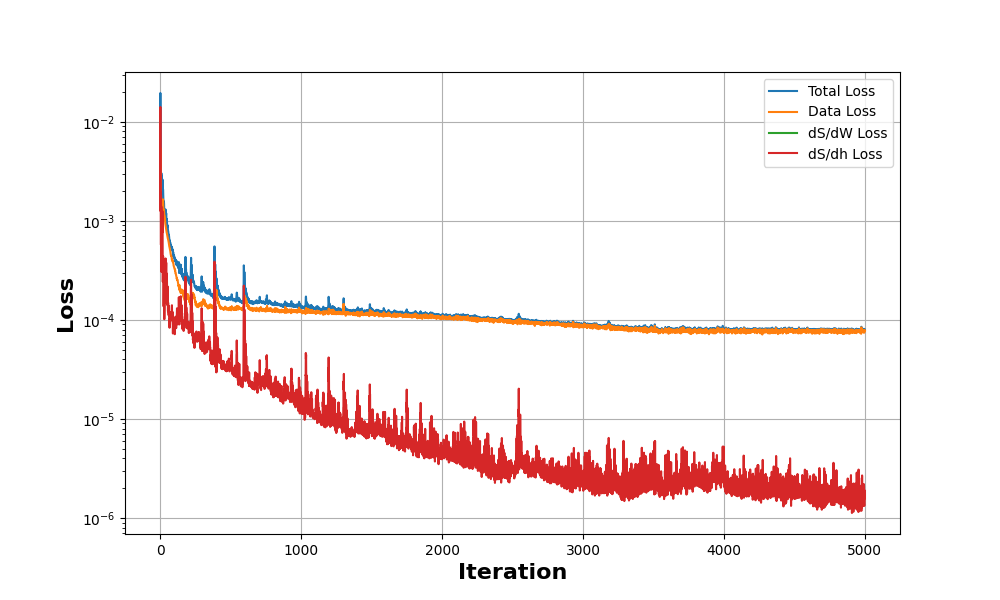 Total Loss
Data Loss
dS/dW Loss
dS/dh Loss
10⁻²
10⁻³
10⁻⁴
10⁻⁵
10⁻⁶
Loss
0 1000 2000 3000 4000 5000
Iteration